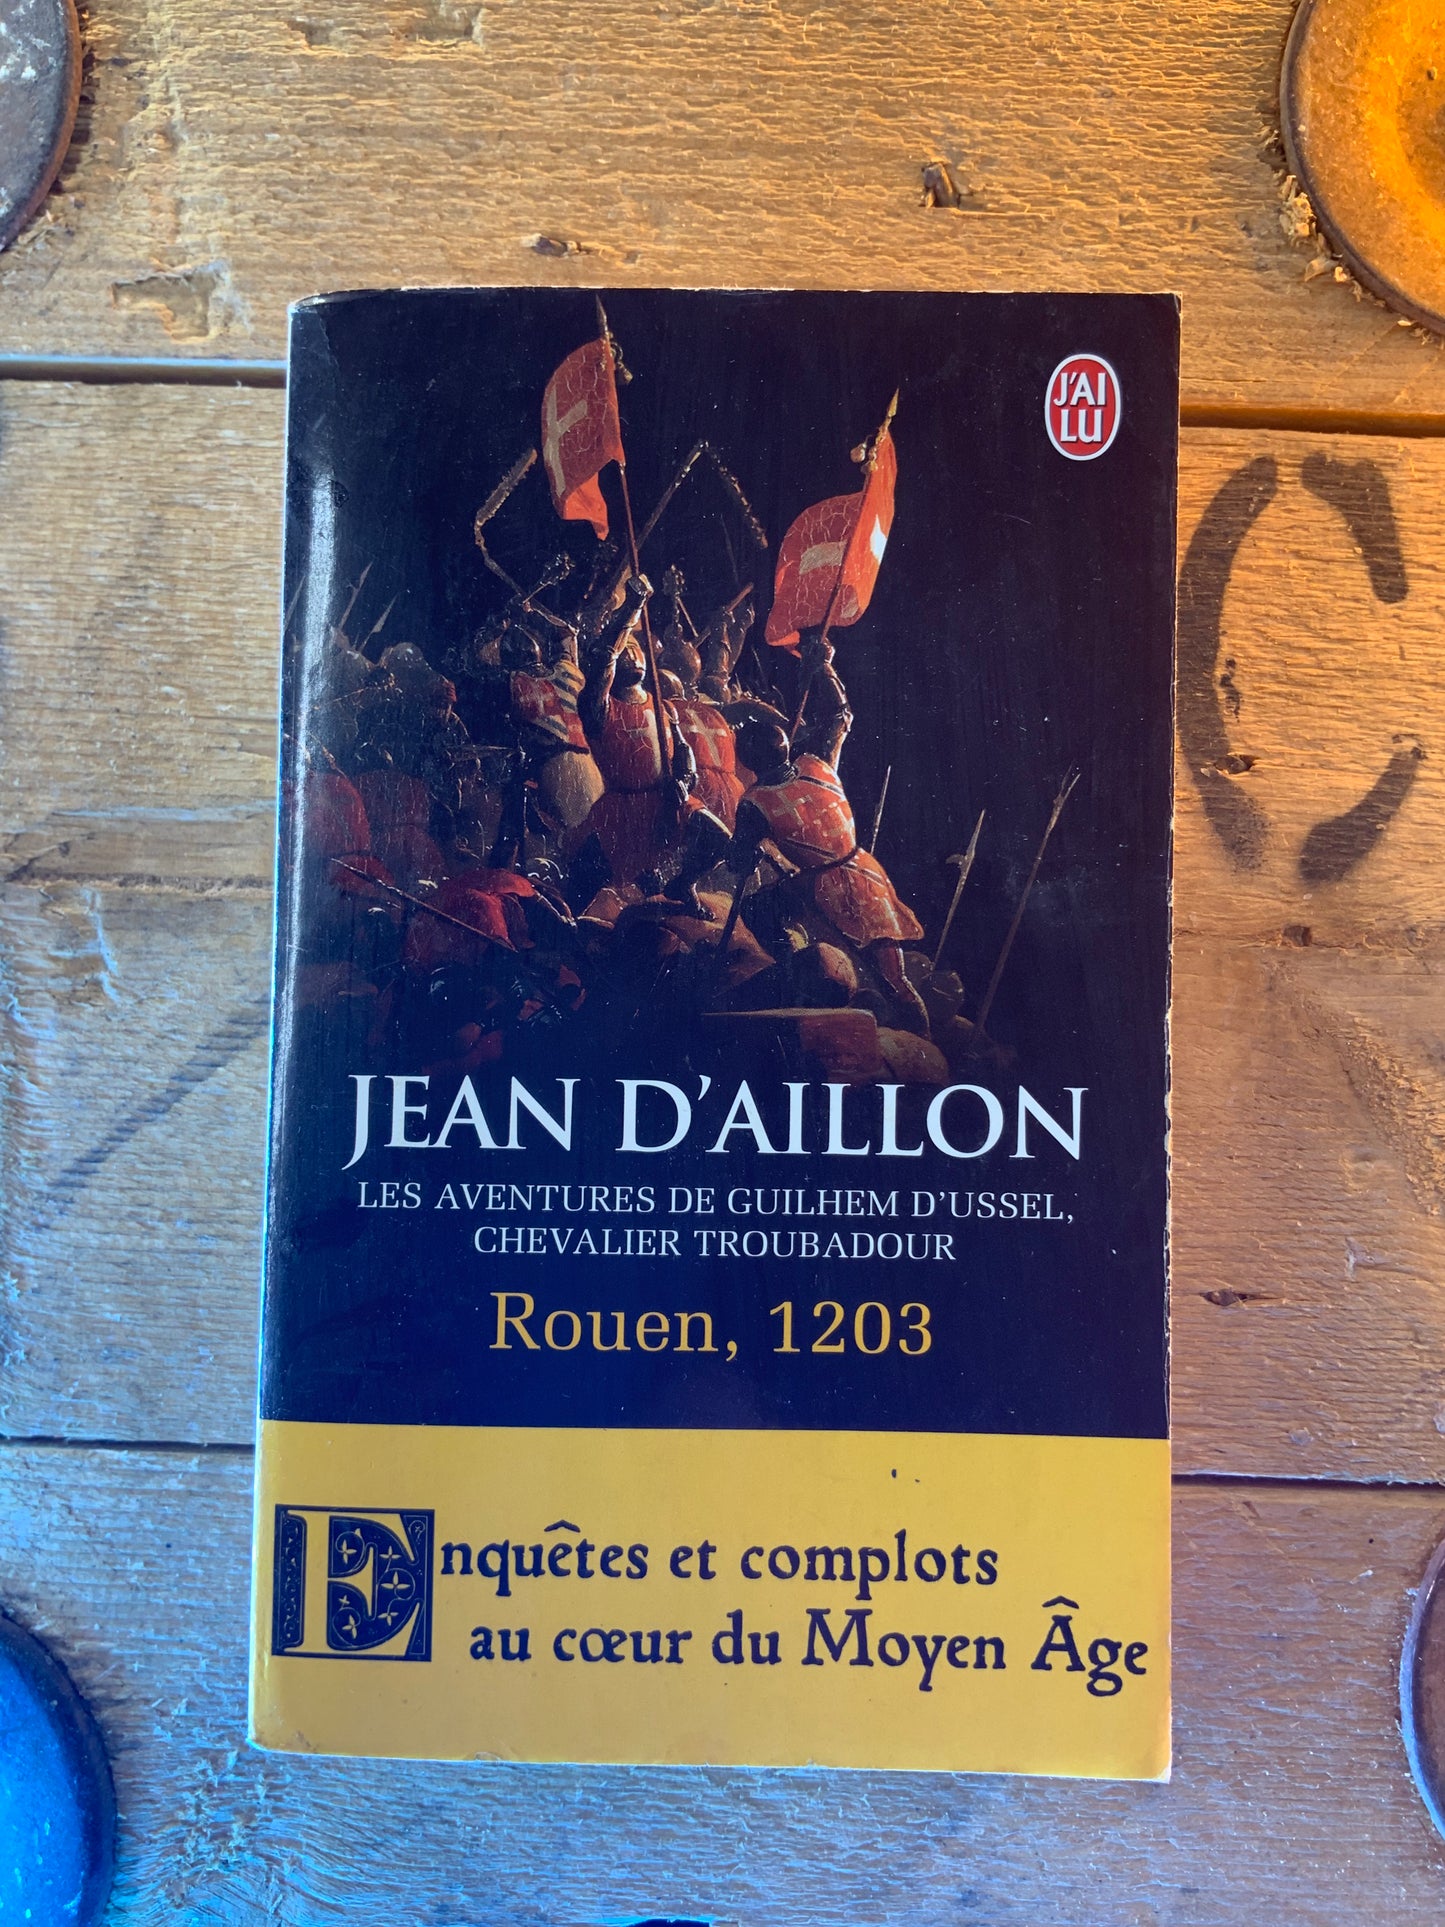 J'AI
LU
JEAN D'AILLON
LES AVENTURES DE GUILHEM D'USSEL,
CHEVALIER TROUBADOUR
Rouen, 1203
Enquêtes et complots
au cœur du Moyen Âge